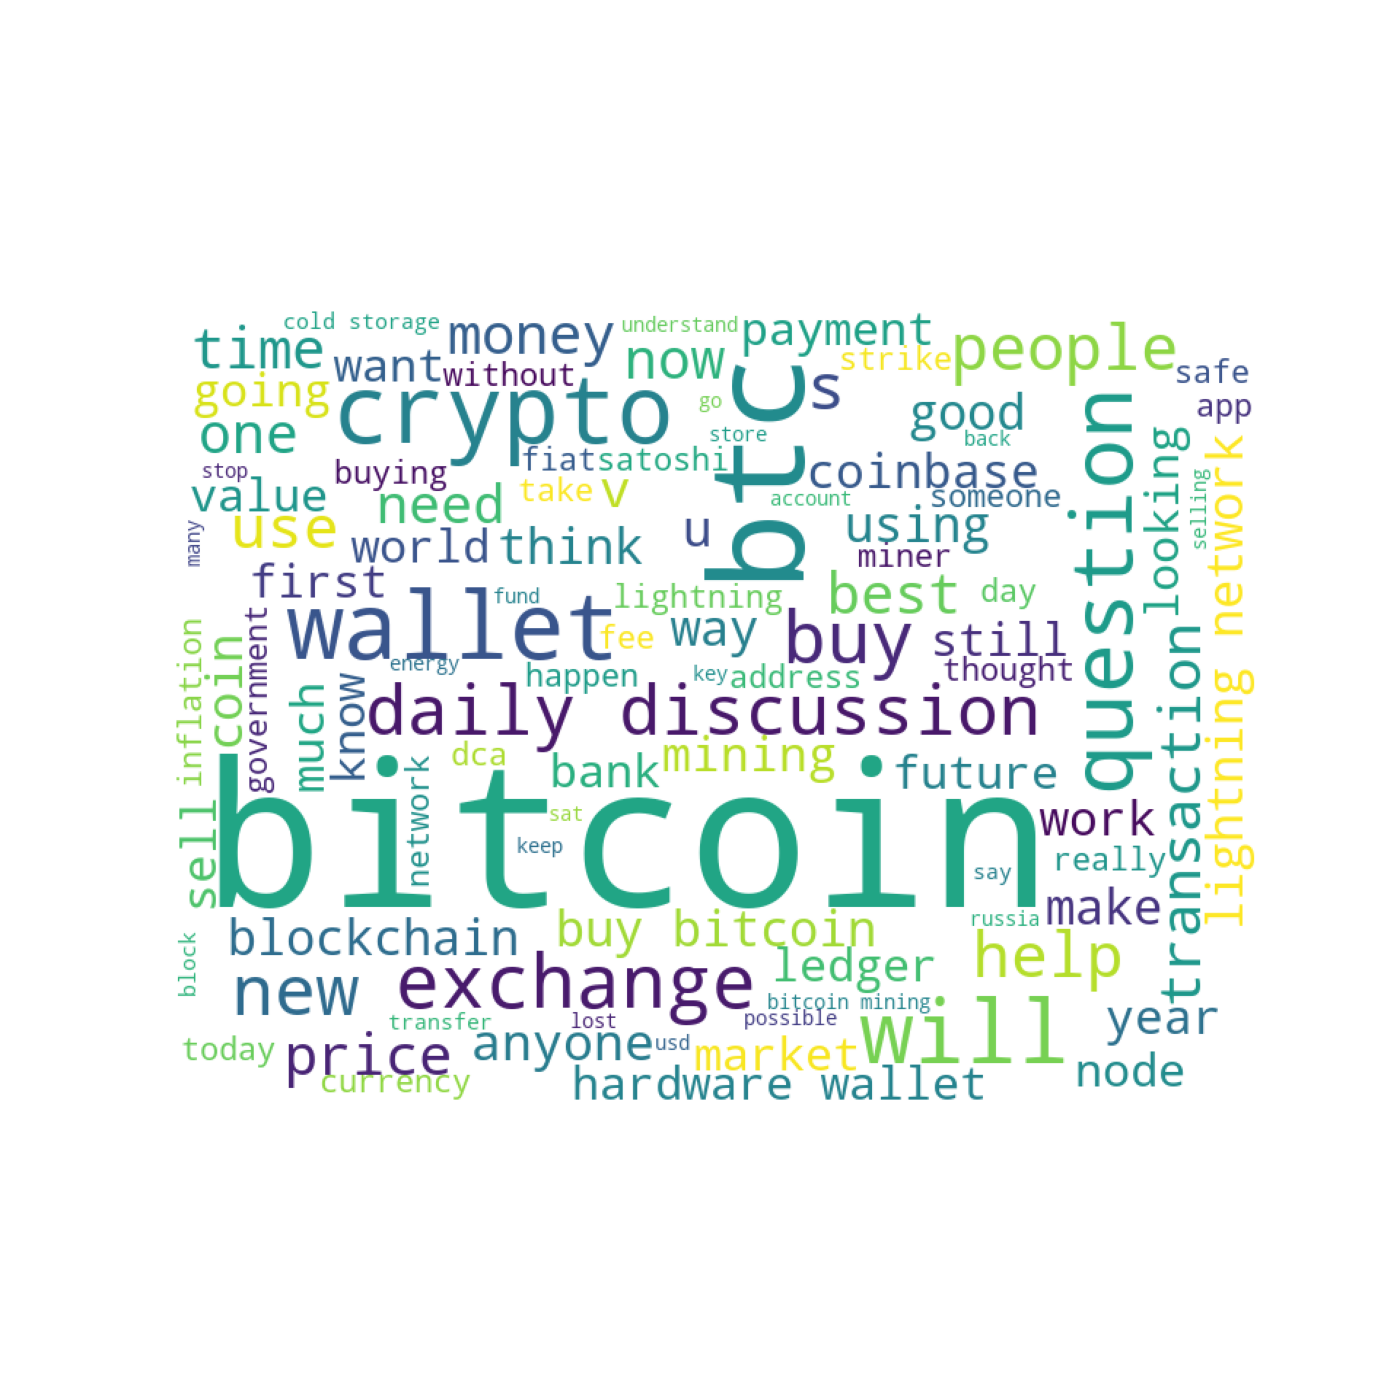 cold storage
understand
payment
time
money
now
strike
people
want
without
s
safe
going
crypto
btc
go
good
app
one
store
back
question
looking
stop
buying
fiat
satoshi
coinbase
value
need
take
v
account
someone
selling
use
many
world
think
u
using
miner
first
wallet
fund
lightning
best
day
lightning network
inflation
coin
government
fee
way
buy
still
energy
happen
key
address
thought
much
know
daily discussion
transaction
dca
bank
mining
future
network
bitcoin
sell
sat
keep
work
say
really
block
blockchain
buy bitcoin
russia
make
new
exchange
ledger
help
bitcoin mining
transfer
lost
possible
will
year
today
price
anyone
usd
market
currency
hardware wallet
node